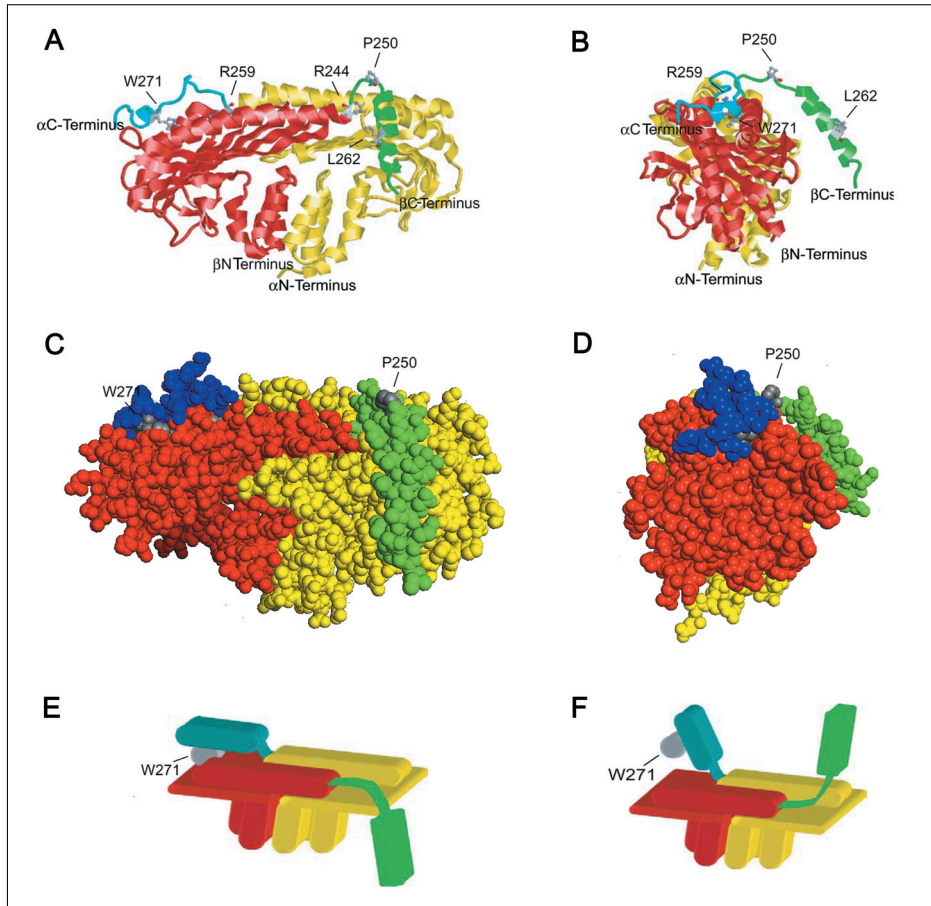 A
P250
W271
R259
R244
αC-Terminus
L262
βC-Terminus
βN Terminus
αN-Terminus
B
P250
R259
L262
αC Terminus
W271
βC-Terminus
βN-Terminus
αN-Terminus
C
P250
W271
D
P250
E
W271
F
W271